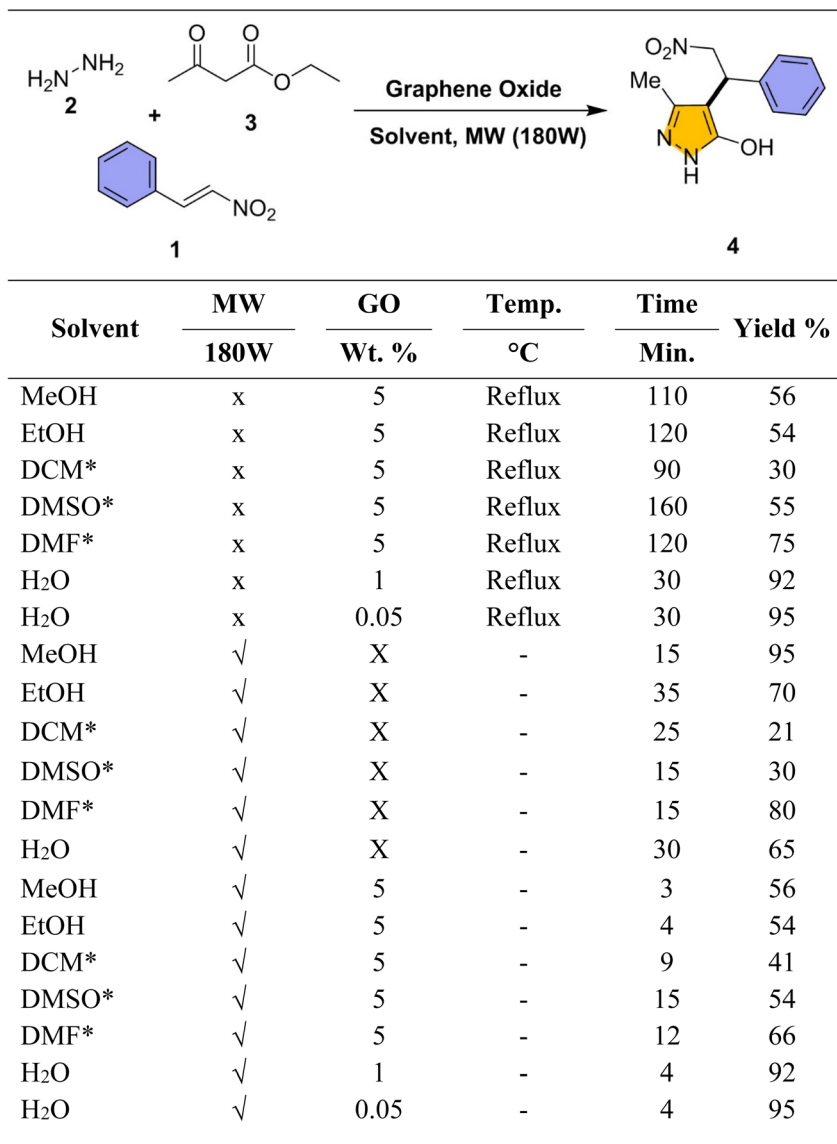 H₂N NH₂
2
+
O O
O
3
NO₂
1
Graphene Oxide
Solvent, MW (180W)
O₂N
Me
N
N
H
OH
4
Solvent MW GO Temp. Time Yield %
180W Wt. % °C Min.
MeOH x 5 Reflux 110 56
EtOH x 5 Reflux 120 54
DCM* x 5 Reflux 90 30
DMSO* x 5 Reflux 160 55
DMF* x 5 Reflux 120 75
H₂O x 1 Reflux 30 92
H₂O x 0.05 Reflux 30 95
MeOH √ X - 15 95
EtOH √ X - 35 70
DCM* √ X - 25 21
DMSO* √ X - 15 30
DMF* √ X - 15 80
H₂O √ X - 30 65
MeOH √ 5 - 3 56
EtOH √ 5 - 4 54
DCM* √ 5 - 9 41
DMSO* √ 5 - 15 54
DMF* √ 5 - 12 66
H₂O √ 1 - 4 92
H₂O √ 0.05 - 4 95